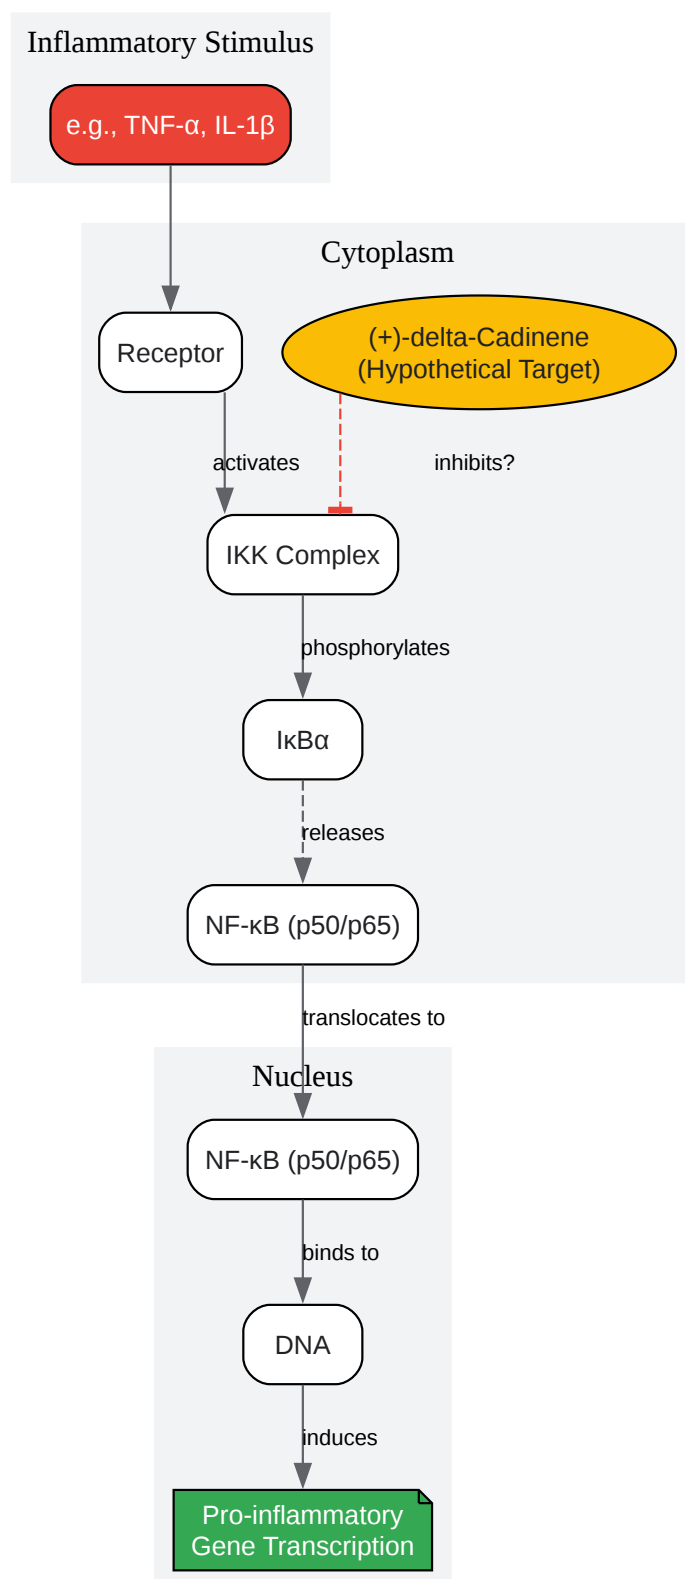 Inflammatory Stimulus
e.g., TNF-α, IL-1β
Cytoplasm
Receptor
(+)-delta-Cadinene
(Hypothetical Target)
activates
inhibits?
IKK Complex
phosphorylates
IκBα
releases
NF-κB (p50/p65)
translocates to
Nucleus
NF-κB (p50/p65)
binds to
DNA
induces
Pro-inflammatory
Gene Transcription